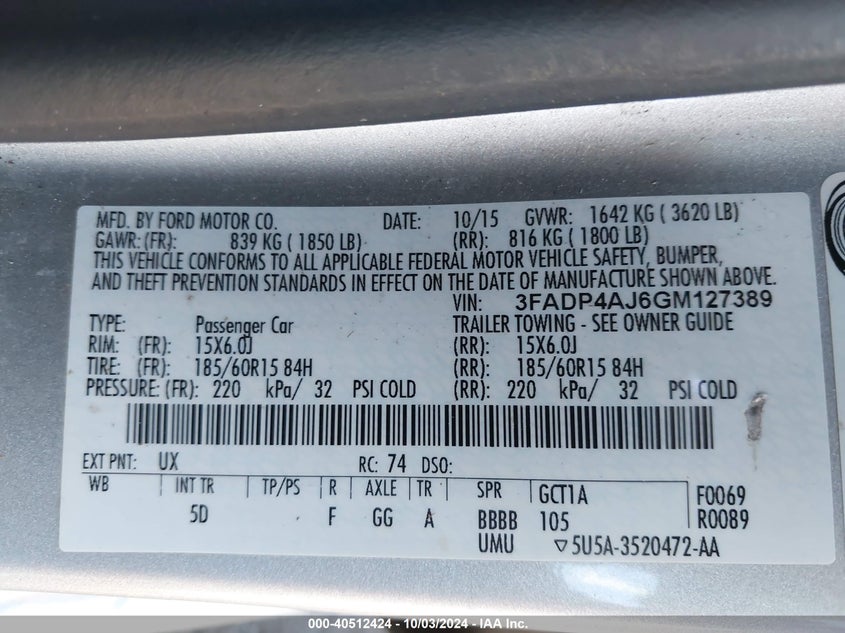 MFD. BY FORD MOTOR CO. DATE: 10/15 GVWR: 1642 KG ( 3620 LB)
GAWR: (FR): 839 KG ( 1850 LB) (RR): 816 KG ( 1800 LB)
THIS VEHICLE CONFORMS TO ALL APPLICABLE FEDERAL MOTOR VEHICLE SAFETY, BUMPER,
AND THEFT PREVENTION STANDARDS IN EFFECT ON THE DATE OF MANUFACTURE SHOWN ABOVE.
VIN: 3FADP4AJ6GM127389
TYPE: Passenger Car TRAILER TOWING - SEE OWNER GUIDE
RIM: (FR): 15X6.0J (RR): 15X6.0J
TIRE: (FR): 185/60R15 84H (RR): 185/60R15 84H
PRESSURE: (FR): 220 kPa/ 32 PSI COLD (RR): 220 kPa/ 32 PSI COLD
EXT PNT: UX RC: 74 DSO:
WB INT TR TP/PS R AXLE TR SPR GCT1A F0069
5D F GG A BBBB 105 R0089
UMU ▽5U5A-3520472-AA
000-40512424 - 10/03/2024 - IAA Inc.